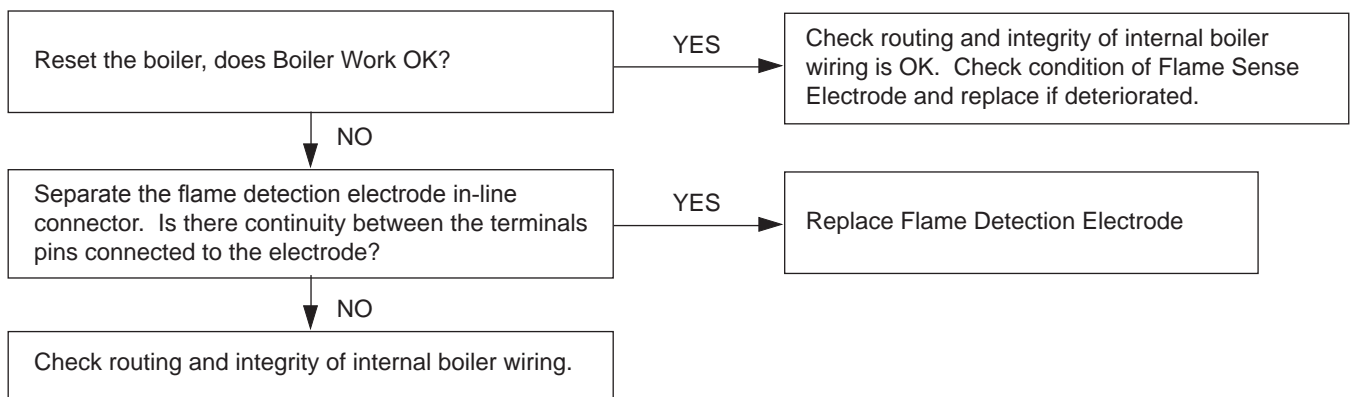 Reset the boiler, does Boiler Work OK?
YES
Check routing and integrity of internal boiler
wiring is OK.  Check condition of Flame Sense
Electrode and replace if deteriorated.
NO
Separate the flame detection electrode in-line
connector.  Is there continuity between the terminals
pins connected to the electrode?
YES
Replace Flame Detection Electrode
NO
Check routing and integrity of internal boiler wiring.